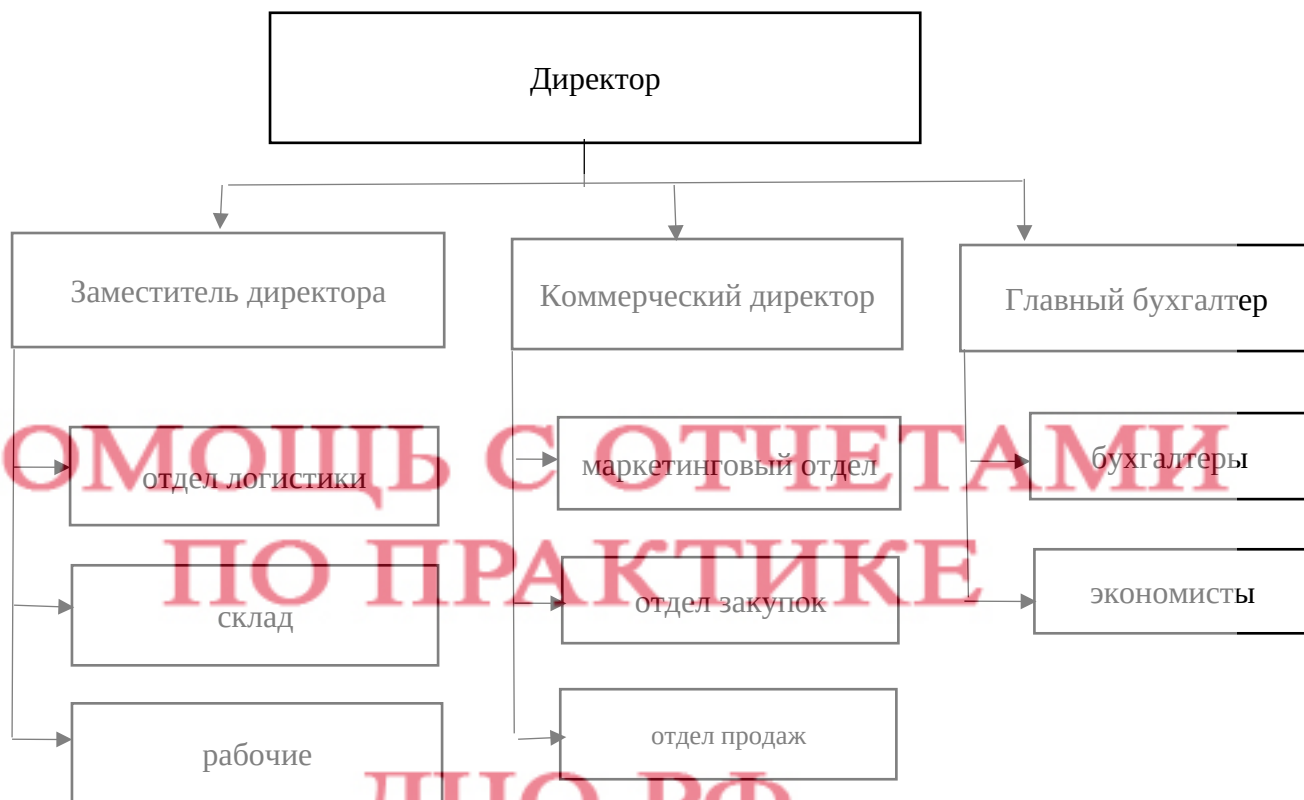 Директор
Заместитель директора
Коммерческий директор
Главный бухгалтер
отдел логистики
маркетинговый отдел
бухгалтеры
склад
отдел закупок
экономисты
рабочие
отдел продаж
ОМОЩЬ С ОТЧЕТАМИ
ПО ПРАКТИКЕ